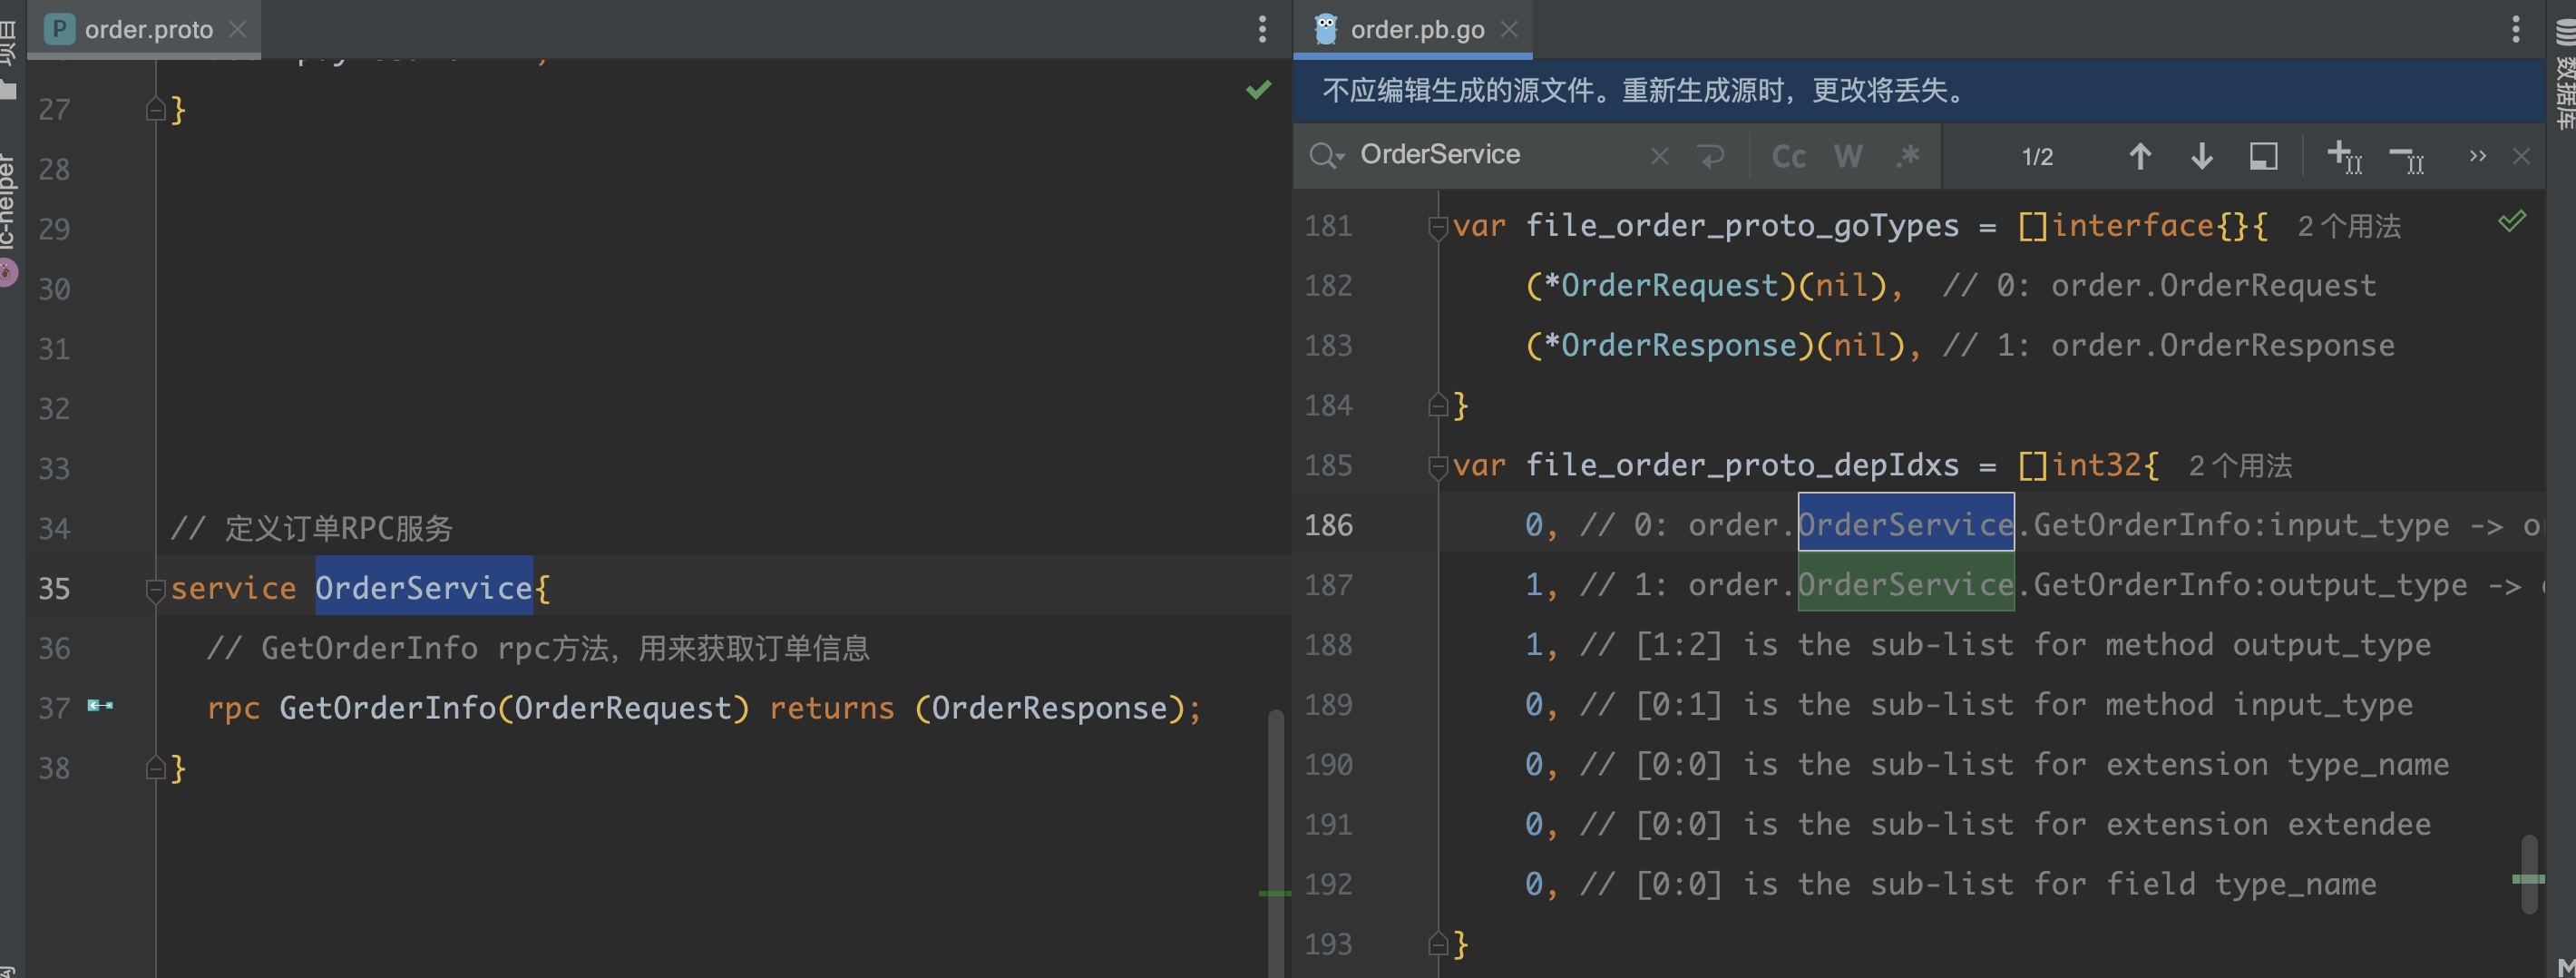 项目
lc-helper
P order.proto
27 }
28
29
30
31
32
33
34 // 定义订单RPC服务
35 service OrderService{
36 // GetOrderInfo rpc方法，用来获取订单信息
37 rpc GetOrderInfo(OrderRequest) returns (OrderResponse);
38 }
order.pb.go
不应编辑生成的源文件。重新生成源时，更改将丢失。
OrderService Cc W .* 1/2
181 var file_order_proto_goTypes = []interface{}{ 2 个用法
182 (*OrderRequest)(nil), // 0: order.OrderRequest
183 (*OrderResponse)(nil), // 1: order.OrderResponse
184 }
185 var file_order_proto_depIdxs = []int32{ 2 个用法
186 0, // 0: order.OrderService.GetOrderInfo:input_type -> o
187 1, // 1: order.OrderService.GetOrderInfo:output_type ->
188 1, // [1:2] is the sub-list for method output_type
189 0, // [0:1] is the sub-list for method input_type
190 0, // [0:0] is the sub-list for extension type_name
191 0, // [0:0] is the sub-list for extension extendee
192 0, // [0:0] is the sub-list for field type_name
193 }
数据库
M